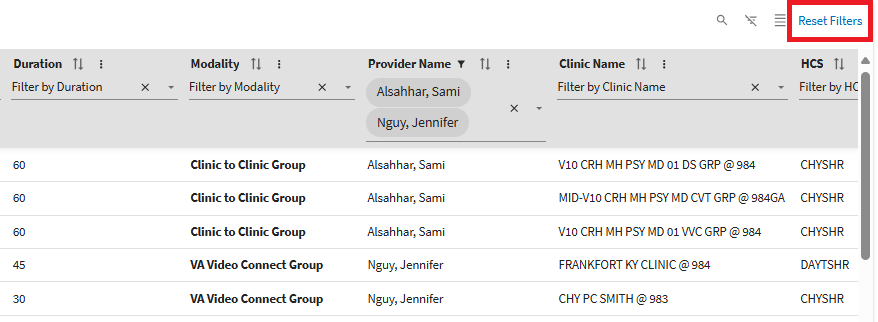 Reset Filters
Duration Modality Provider Name Clinic Name HCS
Filter by Duration Filter by Modality Alsahhar, Sami Filter by Clinic Name Filter by HC
Nguy, Jennifer
60 Clinic to Clinic Group Alsahhar, Sami V10 CRH MH PSY MD 01 DS GRP @ 984 CHYSHR
60 Clinic to Clinic Group Alsahhar, Sami MID-V10 CRH MH PSY MD CVT GRP @ 984GA CHYSHR
60 Clinic to Clinic Group Alsahhar, Sami V10 CRH MH PSY MD 01 VVC GRP @ 984 CHYSHR
45 VA Video Connect Group Nguy, Jennifer FRANKFORT KY CLINIC @ 984 DAYTSHR
30 VA Video Connect Group Nguy, Jennifer CHY PC SMITH @ 983 CHYSHR